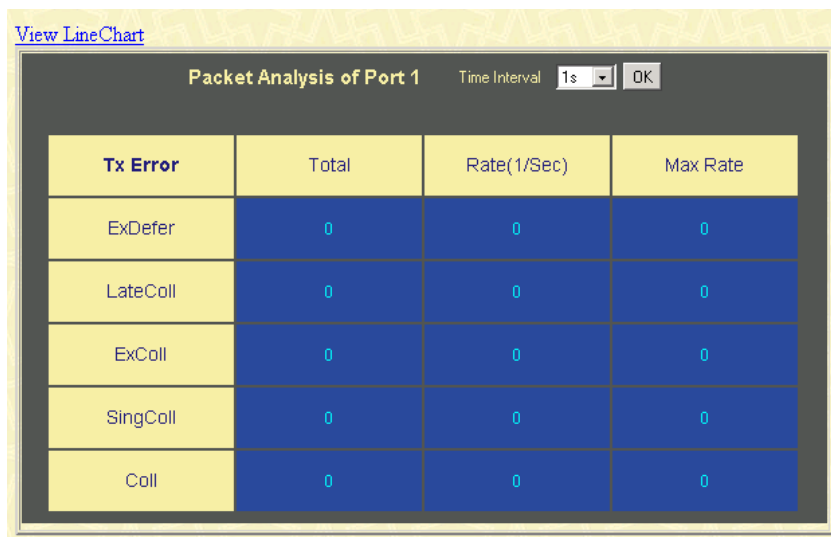 View LineChart
Packet Analysis of Port 1 Time Interval 1s OK
Tx Error Total Rate(1/Sec) Max Rate
ExDefer 0 0 0
LateColl 0 0 0
ExColl 0 0 0
SingColl 0 0 0
Coll 0 0 0